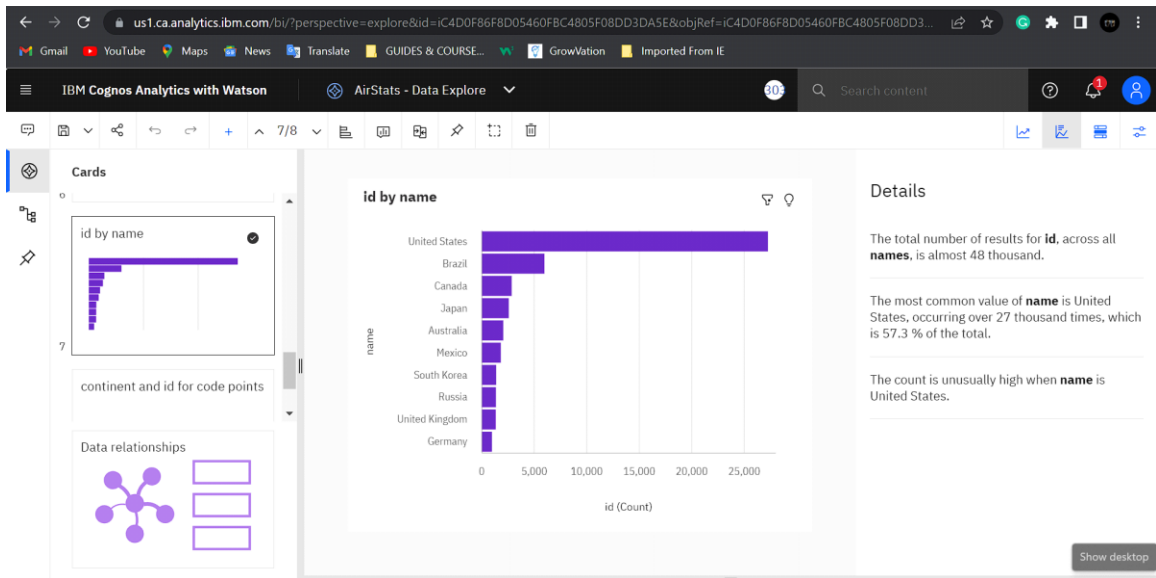 us1.ca.analytics.ibm.com/bi/?perspective=explore&id=iC4D0F86F8D05460FBC4805F08DD3DA5E&objRef=iC4D0F86F8D05460FBC4805F08DD3...
Gmail YouTube Maps News Translate GUIDES & COURSE... GrowVation Imported From IE
IBM Cognos Analytics with Watson AirStats - Data Explore 303 Search content 1
7/8
Cards
6
id by name
7
continent and id for code points
Data relationships
id by name
name
United States
Brazil
Canada
Japan
Australia
Mexico
South Korea
Russia
United Kingdom
Germany
0 5,000 10,000 15,000 20,000 25,000
id (Count)
Details
The total number of results for id, across all
names, is almost 48 thousand.
The most common value of name is United
States, occurring over 27 thousand times, which
is 57.3 % of the total.
The count is unusually high when name is
United States.
Show desktop